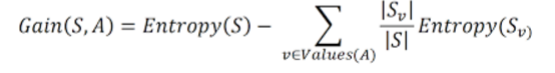 Gain(S, A) = Entropy(S) − ∑_{v∈Values(A)} |S_v|/|S| Entropy(S_v)